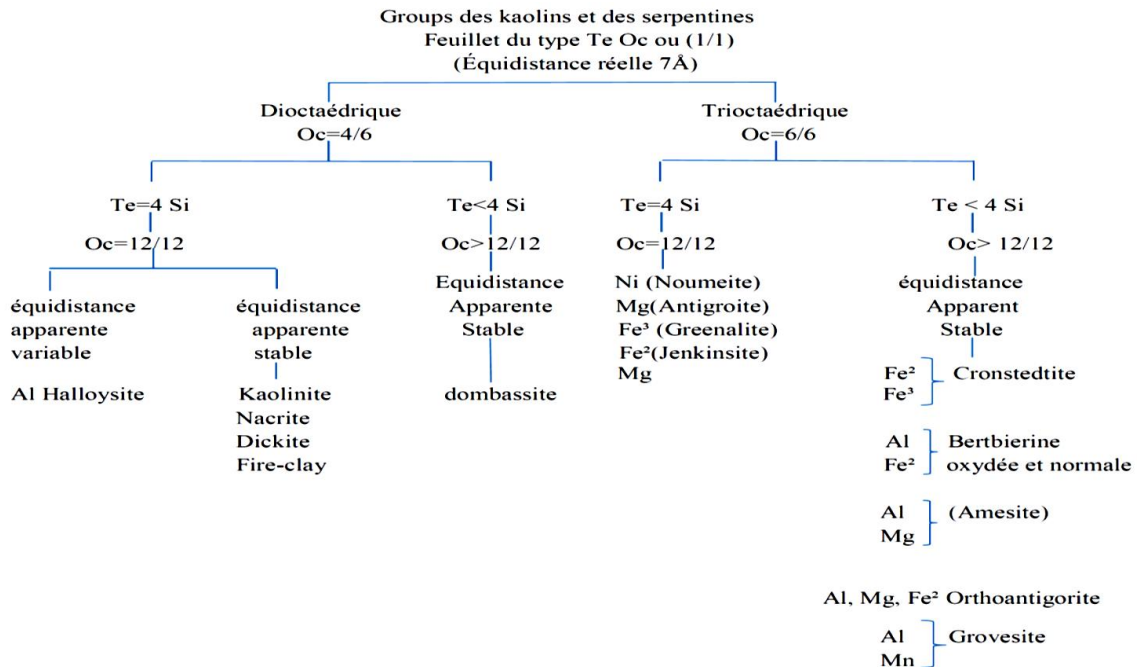 Groups des kaolins et des serpentines
Feuillet du type Te Oc ou (1/1)
(Équidistance réelle 7Å)
Dioctaédrique
Oc=4/6
Trioctaédrique
Oc=6/6
Te=4 Si
Oc=12/12
Te<4 Si
Oc>12/12
Te=4 Si
Oc=12/12
Te < 4 Si
Oc> 12/12
équidistance
apparente
variable
Al Halloysite
équidistance
apparente
stable
Kaolinite
Nacrite
Dickite
Fire-clay
Equidistance
Apparente
Stable
dombassite
Ni (Noumeite)
Mg(Antigroite)
Fe³ (Greenalite)
Fe²(Jenkinsite)
Mg
équidistance
Apparent
Stable
Fe² Cronstedtite
Fe³
Al Bertbierine
Fe² oxydée et normale
Al (Amesite)
Mg
Al, Mg, Fe² Orthoantigorite
Al Grovesite
Mn